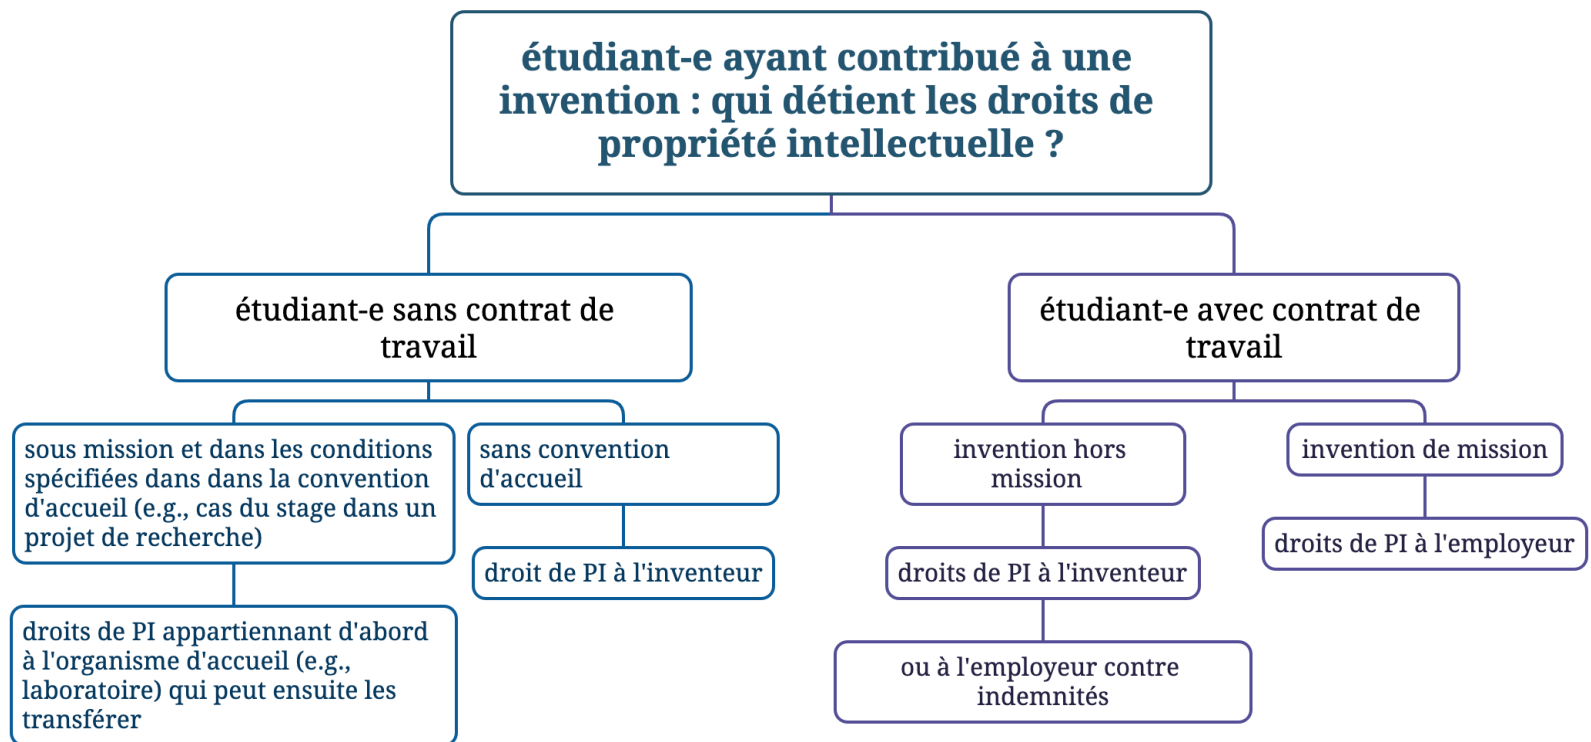 étudiant-e ayant contribué à une
invention : qui détient les droits de
propriété intellectuelle ?
étudiant-e sans contrat de
travail
étudiant-e avec contrat de
travail
sous mission et dans les conditions
spécifiées dans dans la convention
d'accueil (e.g., cas du stage dans un
projet de recherche)
sans convention
d'accueil
invention hors
mission
invention de mission
droits de PI appartiennant d'abord
à l'organisme d'accueil (e.g.,
laboratoire) qui peut ensuite les
transférer
droit de PI à l'inventeur
droits de PI à l'inventeur
ou à l'employeur contre
indemnités
droits de PI à l'employeur